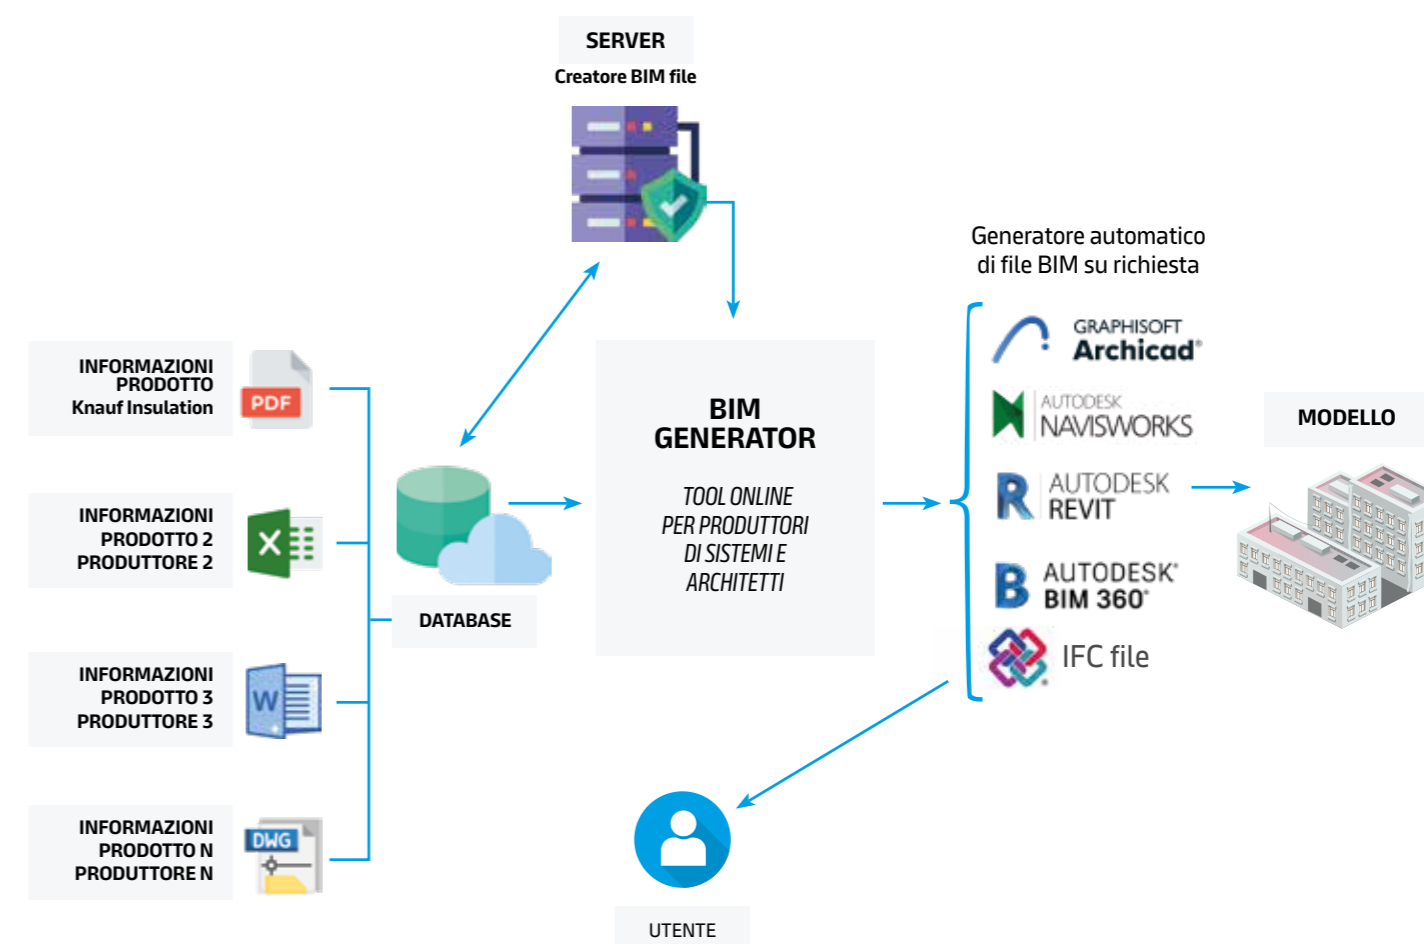 SERVER
Creatore BIM file
INFORMAZIONI
PRODOTTO
Knauf Insulation
PDF
INFORMAZIONI
PRODOTTO 2
PRODUTTORE 2
X
INFORMAZIONI
PRODOTTO 3
PRODUTTORE 3
W
INFORMAZIONI
PRODOTTO N
PRODUTTORE N
DWG
DATABASE
BIM
GENERATOR
TOOL ONLINE
PER PRODUTTORI
DI SISTEMI E
ARCHITETTI
Generatore automatico
di file BIM su richiesta
GRAPHISOFT
Archicad®
AUTODESK
NAVISWORKS
R
AUTODESK
REVIT
B
AUTODESK®
BIM 360®
IFC file
MODELLO
UTENTE